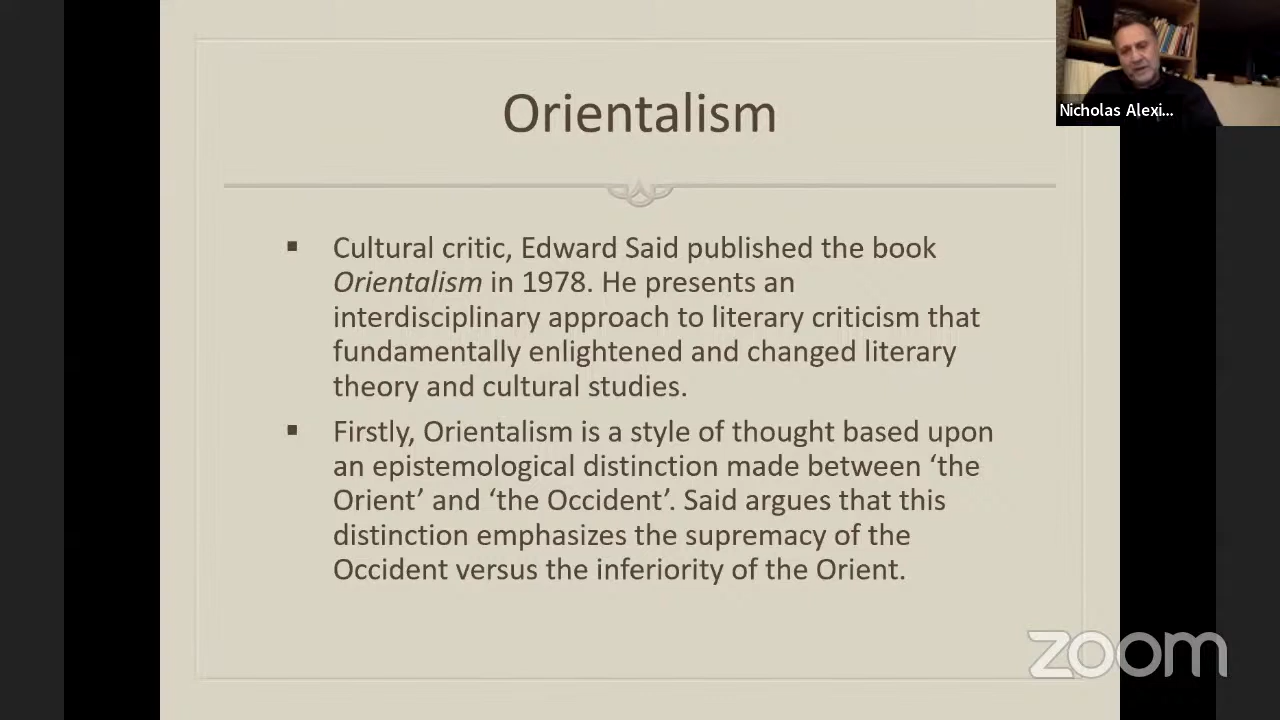 Orientalism
Nicholas Alexi...
▪ Cultural critic, Edward Said published the book
Orientalism in 1978. He presents an
interdisciplinary approach to literary criticism that
fundamentally enlightened and changed literary
theory and cultural studies.
▪ Firstly, Orientalism is a style of thought based upon
an epistemological distinction made between ‘the
Orient’ and ‘the Occident’. Said argues that this
distinction emphasizes the supremacy of the
Occident versus the inferiority of the Orient.
zoom